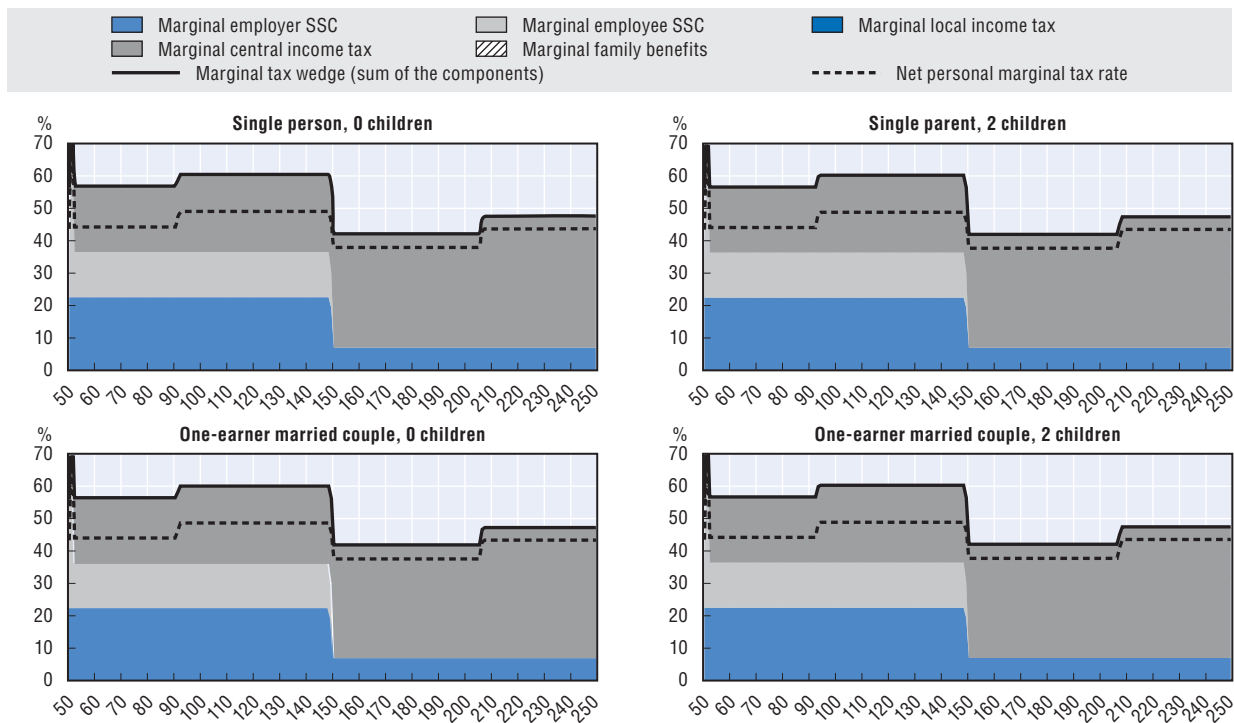 Marginal employer SSC Marginal employee SSC Marginal local income tax
Marginal central income tax Marginal family benefits
Marginal tax wedge (sum of the components) Net personal marginal tax rate
% Single person, 0 children
70
60
50
40
30
20
10
0
50 60 70 80 90 100 110 120 130 140 150 160 170 180 190 200 210 220 230 240 250
% Single parent, 2 children
70
60
50
40
30
20
10
0
50 60 70 80 90 100 110 120 130 140 150 160 170 180 190 200 210 220 230 240 250
% One-earner married couple, 0 children
70
60
50
40
30
20
10
0
50 60 70 80 90 100 110 120 130 140 150 160 170 180 190 200 210 220 230 240 250
% One-earner married couple, 2 children
70
60
50
40
30
20
10
0
50 60 70 80 90 100 110 120 130 140 150 160 170 180 190 200 210 220 230 240 250